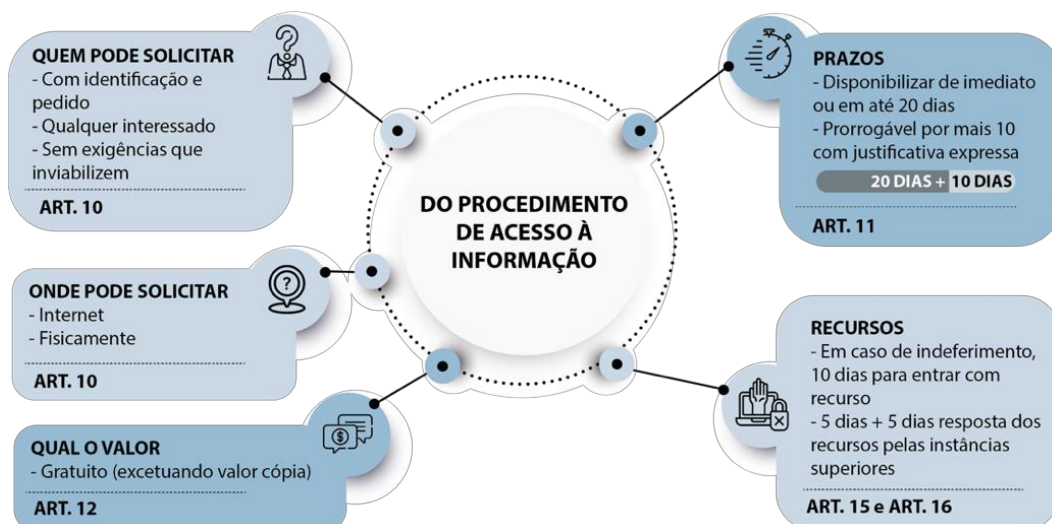 QUEM PODE SOLICITAR
- Com identificação e
pedido
- Qualquer interessado
- Sem exigências que
inviabilizem
ART. 10
ONDE PODE SOLICITAR
- Internet
- Fisicamente
ART. 10
QUAL O VALOR
- Gratuito (excetuando valor cópia)
ART. 12
DO PROCEDIMENTO
DE ACESSO À
INFORMAÇÃO
PRAZOS
- Disponibilizar de imediato
ou em até 20 dias
- Prorrogável por mais 10
com justificativa expressa
20 DIAS + 10 DIAS
ART. 11
RECURSOS
- Em caso de indeferimento,
10 dias para entrar com
recurso
- 5 dias + 5 dias resposta dos
recursos pelas instâncias
superiores
ART. 15 e ART. 16